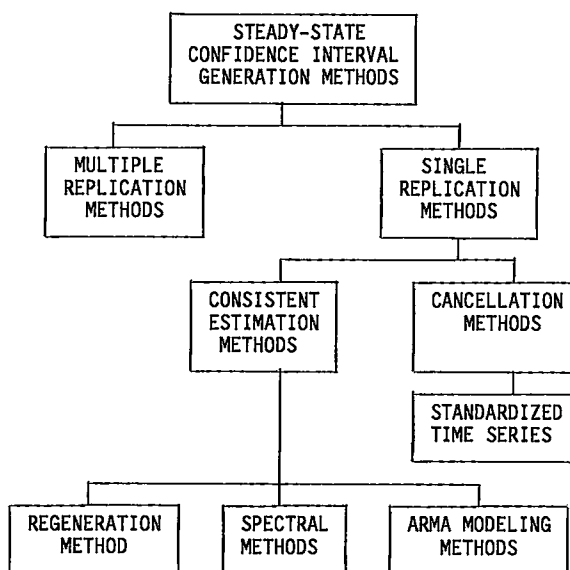 STEADY-STATE
CONFIDENCE INTERVAL
GENERATION METHODS
MULTIPLE
REPLICATION
METHODS
SINGLE
REPLICATION
METHODS
CONSISTENT
ESTIMATION
METHODS
CANCELLATION
METHODS
STANDARDIZED
TIME SERIES
REGENERATION
METHOD
SPECTRAL
METHODS
ARMA MODELING
METHODS